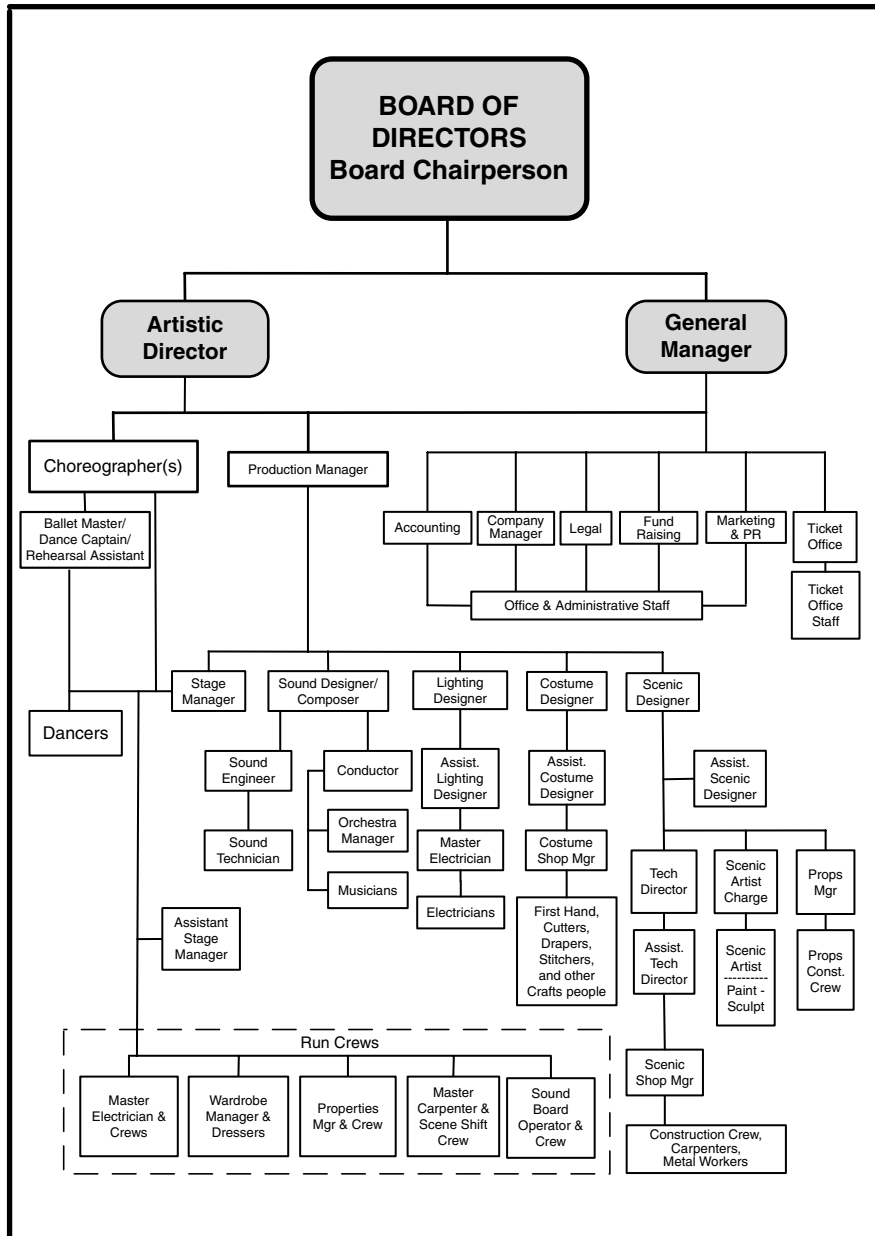 BOARD OF
DIRECTORS
Board Chairperson
Artistic
Director
General
Manager
Choreographer(s)
Production Manager
Ballet Master/
Dance Captain/
Rehearsal Assistant
Accounting
Company
Manager
Legal
Fund
Raising
Marketing
& PR
Ticket
Office
Office & Administrative Staff
Ticket
Office
Staff
Stage
Manager
Sound Designer/
Composer
Lighting
Designer
Costume
Designer
Scenic
Designer
Dancers
Sound
Engineer
Conductor
Assist.
Lighting
Designer
Assist.
Costume
Designer
Assist.
Scenic
Designer
Sound
Technician
Orchestra
Manager
Master
Electrician
Costume
Shop Mgr
Tech
Director
Scenic
Artist
Charge
Props
Mgr
Musicians
Electricians
First Hand,
Cutters,
Drapers,
Stitchers,
and other
Crafts people
Assistant
Stage
Manager
Assist.
Tech
Director
Scenic
Artist
----------
Paint -
Sculpt
Props
Const.
Crew
Run Crews
Master
Electrician &
Crews
Wardrobe
Manager &
Dressers
Properties
Mgr & Crew
Master
Carpenter &
Scene Shift
Crew
Sound
Board
Operator &
Crew
Scenic
Shop Mgr
Construction Crew,
Carpenters,
Metal Workers